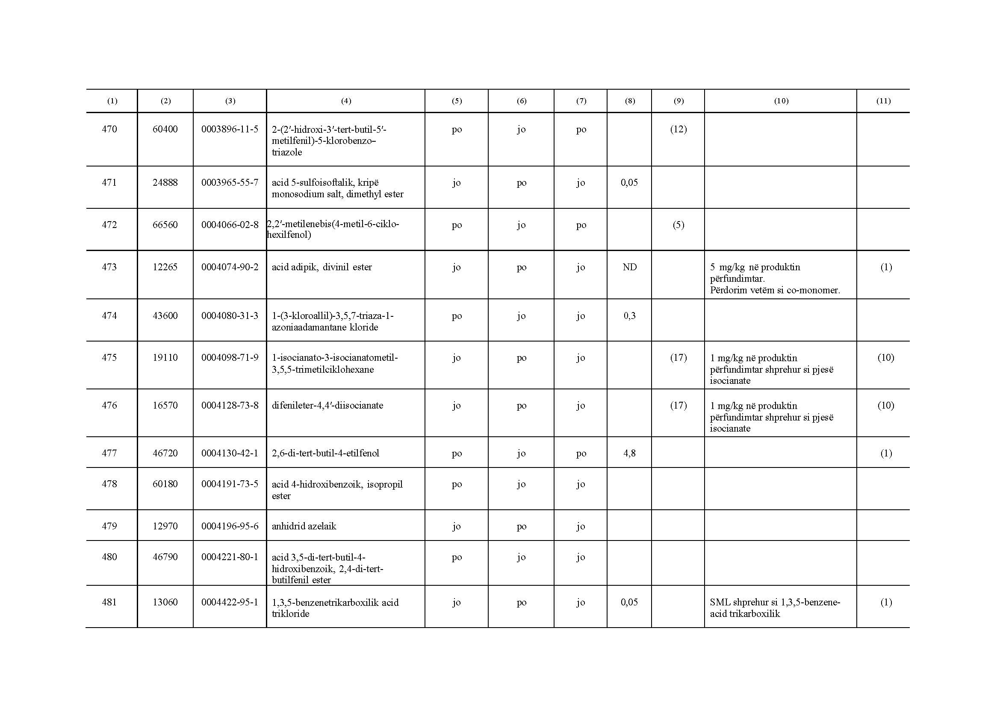 (1) (2) (3) (4) (5) (6) (7) (8) (9) (10) (11)
470 60400 0003896-11-5 2-(2′-hidroxi-3′-tert-butil-5′- po jo po (12)
metilfenil)-5-klorobenzo-
triazole
471 24888 0003965-55-7 acid 5-sulfoisoftalik, kripë jo po jo 0,05
monosodium salt, dimethyl ester
472 66560 0004066-02-8 2,2′-metilenebis(4-metil-6-ciklo- po jo po (5)
hexilfenol)
473 12265 0004074-90-2 acid adipik, divinil ester jo po jo ND 5 mg/kg në produktin (1)
përfundimtar.
Përdorim vetëm si co-monomer.
474 43600 0004080-31-3 1-(3-kloroallil)-3,5,7-triaza-1- po jo jo 0,3
azoniaadamantane kloride
475 19110 0004098-71-9 1-isocianato-3-isocianatometil- jo po jo (17) 1 mg/kg në produktin (10)
3,5,5-trimetilciklohexane përfundimtar shprehur si pjesë
isocianate
476 16570 0004128-73-8 difenileter-4,4′-diisocianate jo po jo (17) 1 mg/kg në produktin (10)
përfundimtar shprehur si pjesë
isocianate
477 46720 0004130-42-1 2,6-di-tert-butil-4-etilfenol po jo po 4,8 (1)
478 60180 0004191-73-5 acid 4-hidroxibenzoik, isopropil po jo jo
ester
479 12970 0004196-95-6 anhidrid azelaik jo po jo
480 46790 0004221-80-1 acid 3,5-di-tert-butil-4- po jo jo
hidroxibenzoik, 2,4-di-tert-
butilfenil ester
481 13060 0004422-95-1 1,3,5-benzenetrikarboxilik acid jo po jo 0,05 SML shprehur si 1,3,5-benzene- (1)
trikloride acid trikarboxilik